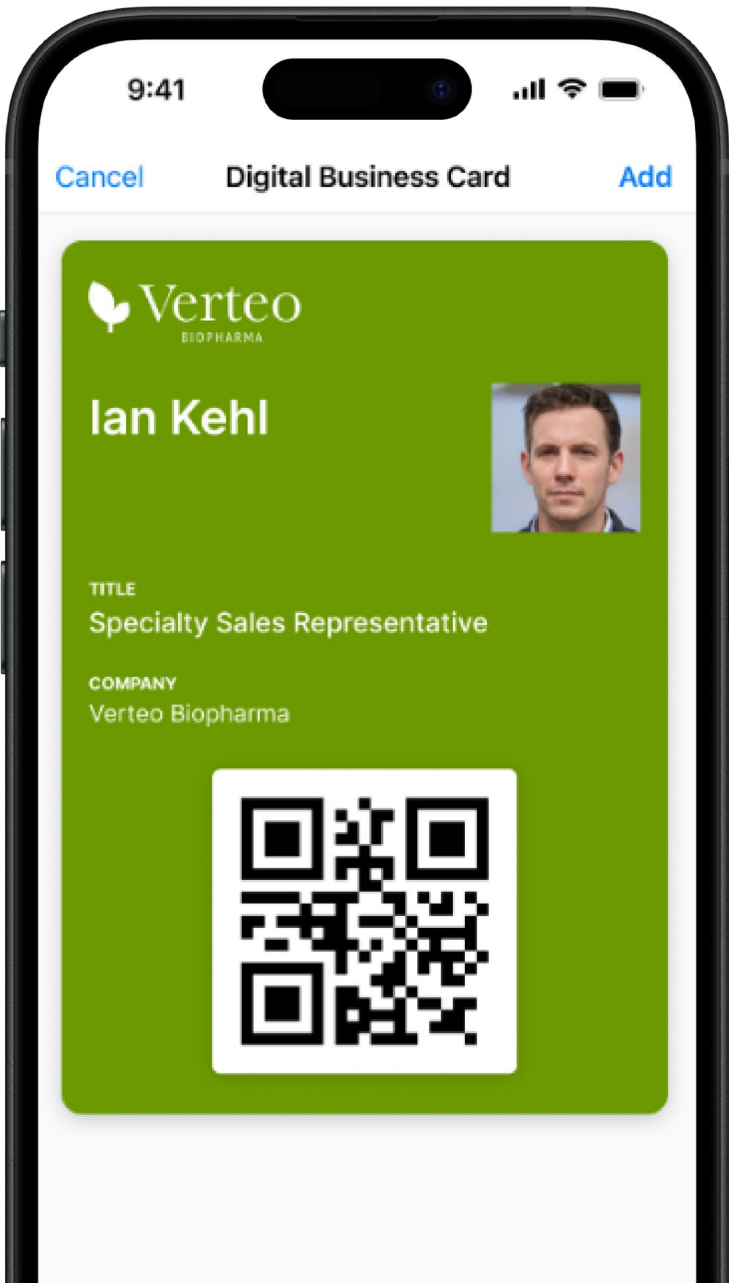 9:41
Cancel Digital Business Card Add
Verteo
BIOPHARMA
Ian Kehl
TITLE
Specialty Sales Representative
COMPANY
Verteo Biopharma